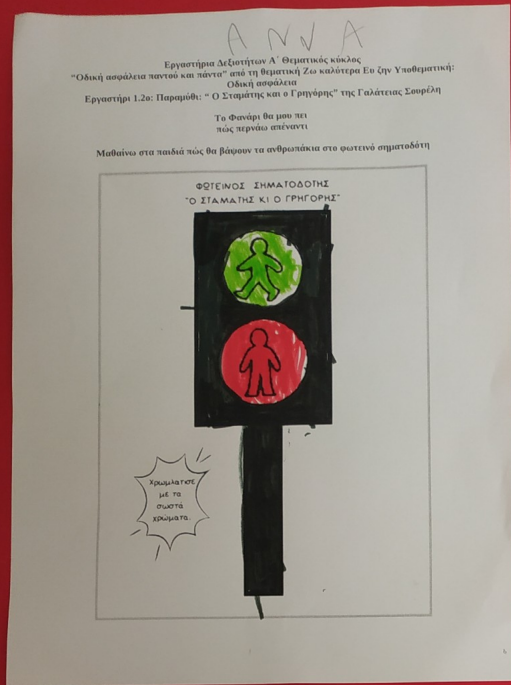 ΑΝΝΑ
Εργαστήρια Δεξιοτήτων Α΄ Θεματικός κύκλος
“Οδική ασφάλεια παντού και πάντα” από τη θεματική Ζω καλύτερα Ευ ζην Υποθεματική:
Οδική ασφάλεια
Εργαστήρι 1.2ο: Παραμύθι: “ Ο Σταμάτης και ο Γρηγόρης” της Γαλάτειας Σουρέλη
Το Φανάρι θα μου πει
πώς περνάω απέναντι
Μαθαίνω στα παιδιά πώς θα βάψουν τα ανθρωπάκια στο φωτεινό σηματοδότη
ΦΩΤΕΙΝΟΣ ΣΗΜΑΤΟΔΟΤΗΣ
"Ο ΣΤΑΜΑΤΗΣ ΚΙ Ο ΓΡΗΓΟΡΗΣ"
Χρωμάτισε
με τα
σωστά
χρώματα.